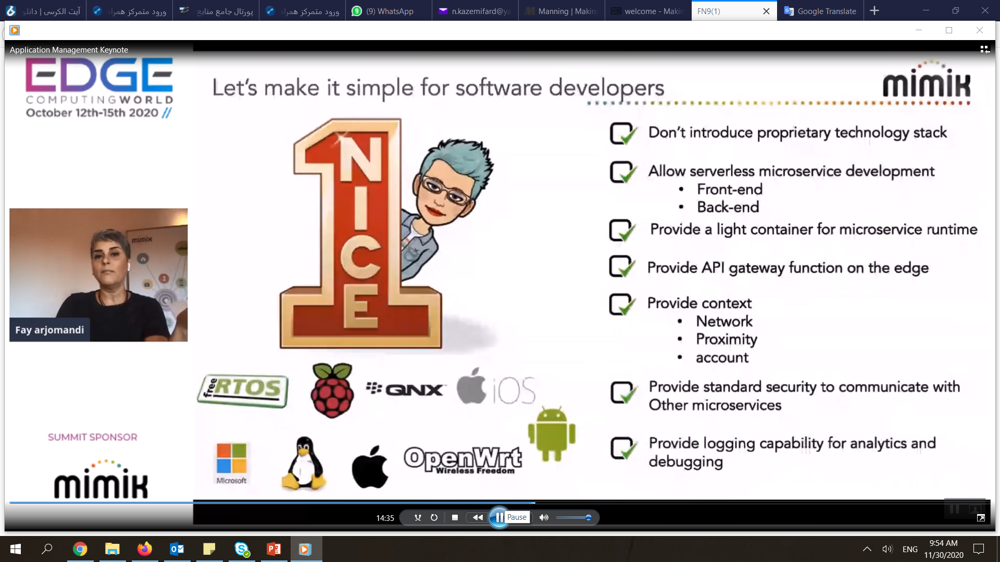 آیت الکرسی | دانلو
ورود متمرکز همراه
پورتال جامع منابع
ورود متمرکز همراه
(9) WhatsApp
n.kazemifard@ya
Manning | Makin
welcome - Makin
FN9(1)
Google Translate
Application Management Keynote
EDGE
COMPUTINGWORLD
October 12th-15th 2020 //
Let's make it simple for software developers
mimik
NICE
Don't introduce proprietary technology stack
Allow serverless microservice development
• Front-end
• Back-end
Provide a light container for microservice runtime
Provide API gateway function on the edge
Provide context
• Network
• Proximity
• account
Provide standard security to communicate with
Other microservices
Provide logging capability for analytics and
debugging
mimik
Fay arjomandi
free RTOS
QNX
iOS
Microsoft
OpenWrt
Wireless Freedom
SUMMIT SPONSOR
mimik
14:35
Pause
ENG
9:54 AM
11/30/2020